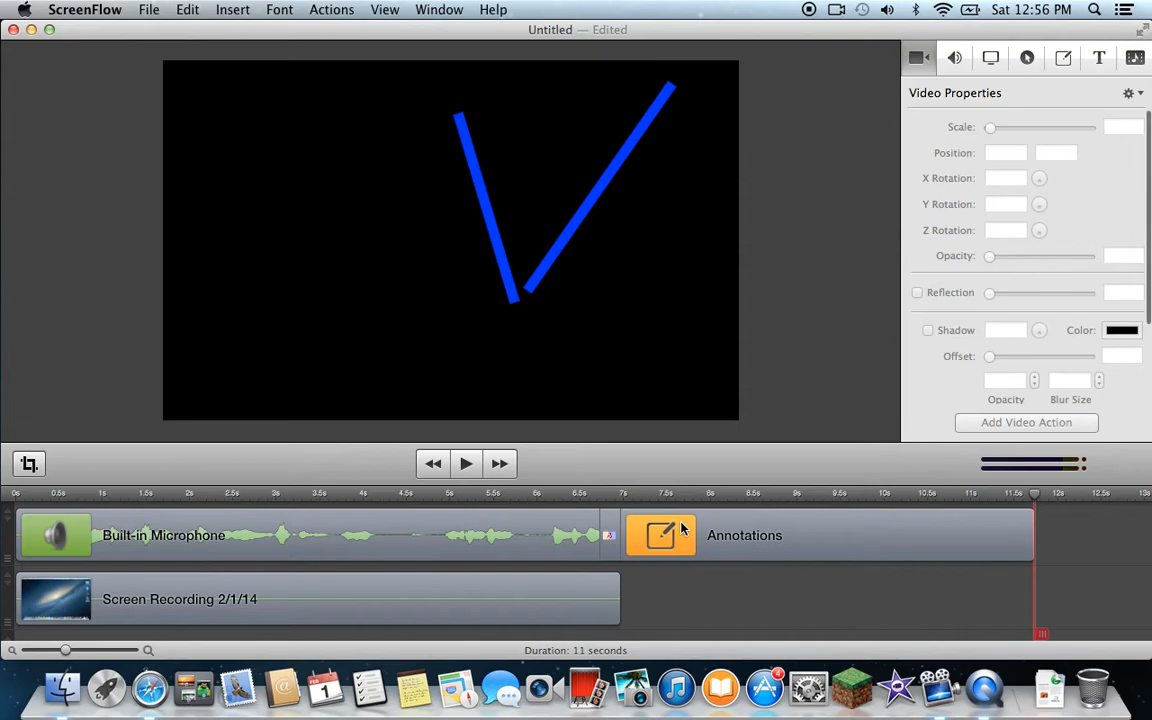 ScreenFlow File Edit Insert Font Actions View Window Help Sat 12:56 PM
Untitled — Edited
T
Video Properties
Scale:
Position:
X Rotation:
Y Rotation:
Z Rotation:
Opacity:
Reflection
Shadow Color:
Offset:
Opacity Blur Size
Add Video Action
0s 0.5s 1s 1.5s 2s 2.5s 3s 3.5s 4s 4.5s 5s 5.5s 6s 6.5s 7s 7.5s 8s 8.5s 9s 9.5s 10s 10.5s 11s 11.5s 12s 12.5s 13s
Built-in Microphone Annotations
Screen Recording 2/1/14
Duration: 11 seconds
FEB
1
4